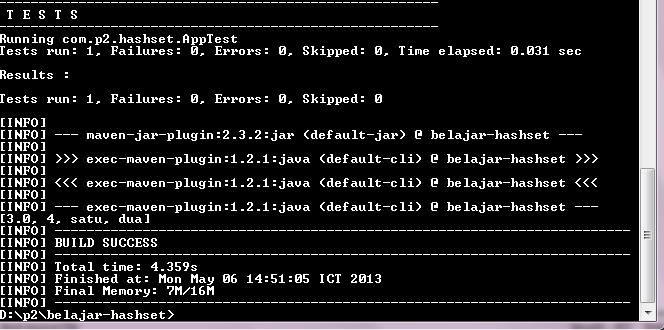 -------------------------------------------------------
 T E S T S
-------------------------------------------------------
Running com.p2.hashset.AppTest
Tests run: 1, Failures: 0, Errors: 0, Skipped: 0, Time elapsed: 0.031 sec

Results :

Tests run: 1, Failures: 0, Errors: 0, Skipped: 0

[INFO]
[INFO] --- maven-jar-plugin:2.3.2:jar (default-jar) @ belajar-hashset ---
[INFO]
[INFO] >>> exec-maven-plugin:1.2.1:java (default-cli) @ belajar-hashset >>>
[INFO]
[INFO] <<< exec-maven-plugin:1.2.1:java (default-cli) @ belajar-hashset <<<
[INFO]
[INFO] --- exec-maven-plugin:1.2.1:java (default-cli) @ belajar-hashset ---
[3.0, 4, satu, dua]
[INFO] ------------------------------------------------------------------------
[INFO] BUILD SUCCESS
[INFO] ------------------------------------------------------------------------
[INFO] Total time: 4.359s
[INFO] Finished at: Mon May 06 14:51:05 ICT 2013
[INFO] Final Memory: 7M/16M
[INFO] ------------------------------------------------------------------------
D:\p2\belajar-hashset>